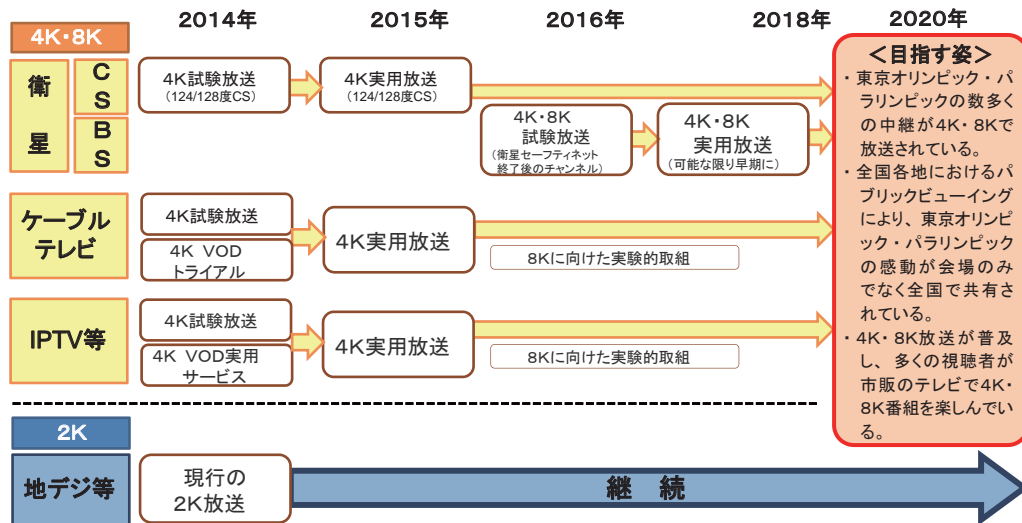 2014年
2015年
2016年
2018年
2020年
4K・8K
衛
星
C
S
B
S
4K試験放送
(124/128度CS)
4K実用放送
(124/128度CS)
4K・8K
試験放送
(衛星セーフティネット
終了後のチャンネル)
4K・8K
実用放送
(可能な限り早期に)
ケーブル
テレビ
4K試験放送
4K VOD
トライアル
4K実用放送
8Kに向けた実験的取組
IPTV等
4K試験放送
4K VOD実用
サービス
4K実用放送
8Kに向けた実験的取組
＜目指す姿＞
・東京オリンピック・パ
ラリンピックの数多く
の中継が4K・8Kで
放送されている。
・全国各地におけるパ
ブリックビューイング
により、東京オリンピ
ック・パラリンピック
の感動が会場のみ
でなく全国で共有さ
れている。
・4K・8K放送が普及
し、多くの視聴者が
市販のテレビで4K・
8K番組を楽しんでい
る。
2K
地デジ等
現行の
2K放送
継 続